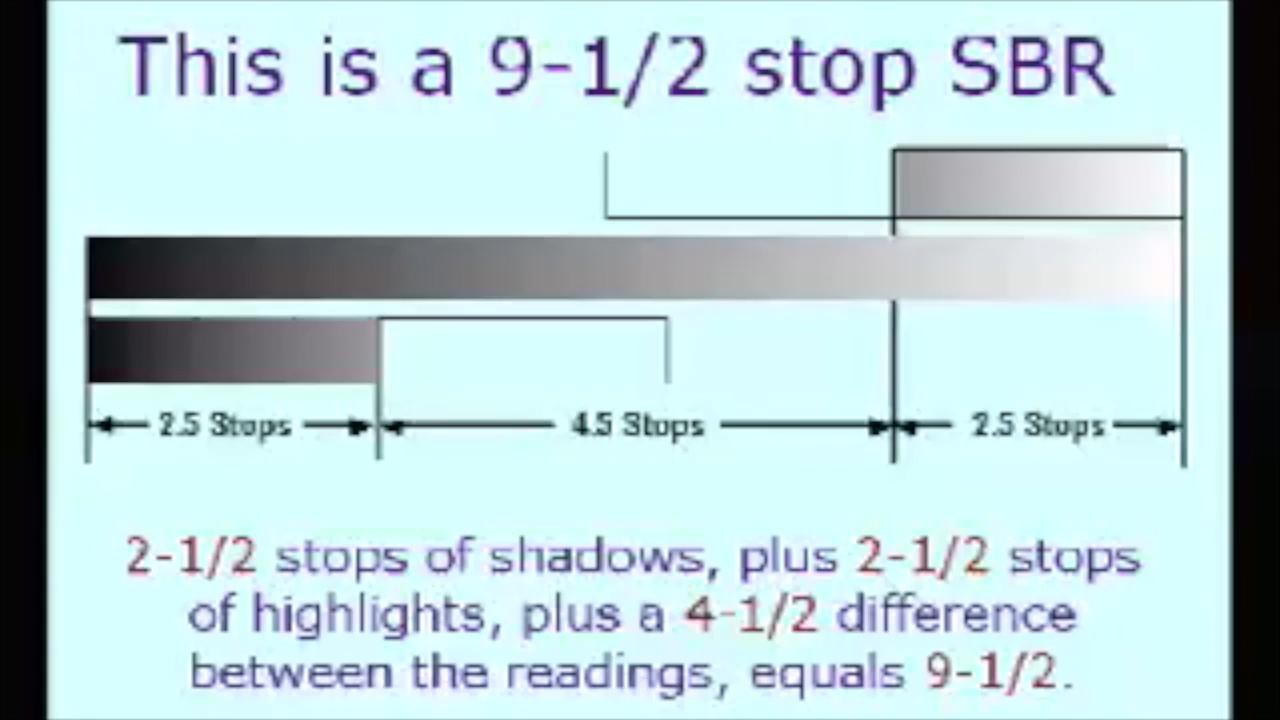 This is a 9-1/2 stop SBR
2.5 Stops 4.5 Stops 2.5 Stops
2-1/2 stops of shadows, plus 2-1/2 stops
of highlights, plus a 4-1/2 difference
between the readings, equals 9-1/2.